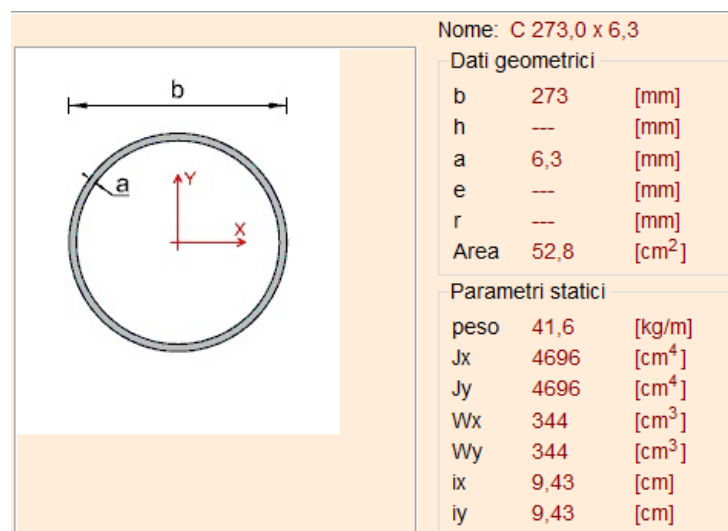 Nome: C 273,0 x 6,3
Dati geometrici
b 273 [mm]
h --- [mm]
a 6,3 [mm]
e --- [mm]
r --- [mm]
Area 52,8 [cm²]
Parametri statici
peso 41,6 [kg/m]
Jx 4696 [cm⁴]
Jy 4696 [cm⁴]
Wx 344 [cm³]
Wy 344 [cm³]
ix 9,43 [cm]
iy 9,43 [cm]
b
a
Y
X